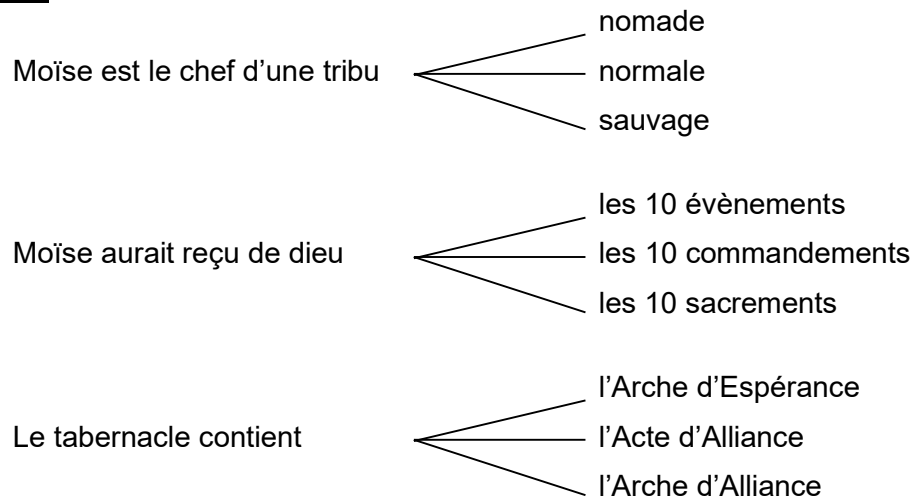 nomade
Moïse est le chef d’une tribu
normale
sauvage
les 10 évènements
Moïse aurait reçu de dieu
les 10 commandements
les 10 sacrements
l’Arche d’Espérance
Le tabernacle contient
l’Acte d’Alliance
l’Arche d’Alliance